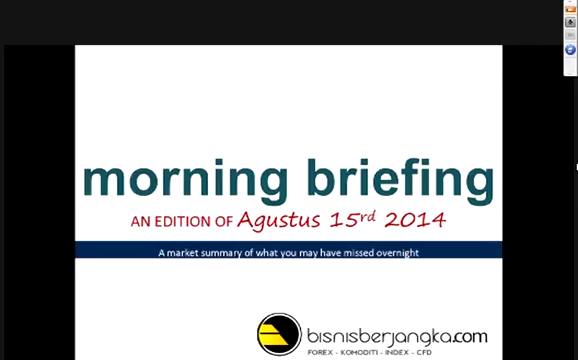 morning briefing
AN EDITION OF Agustus 15rd 2014
A market summary of what you may have missed overnight
bisnisberjangka.com
FOREX - KOMODITI - INDEX - CFD